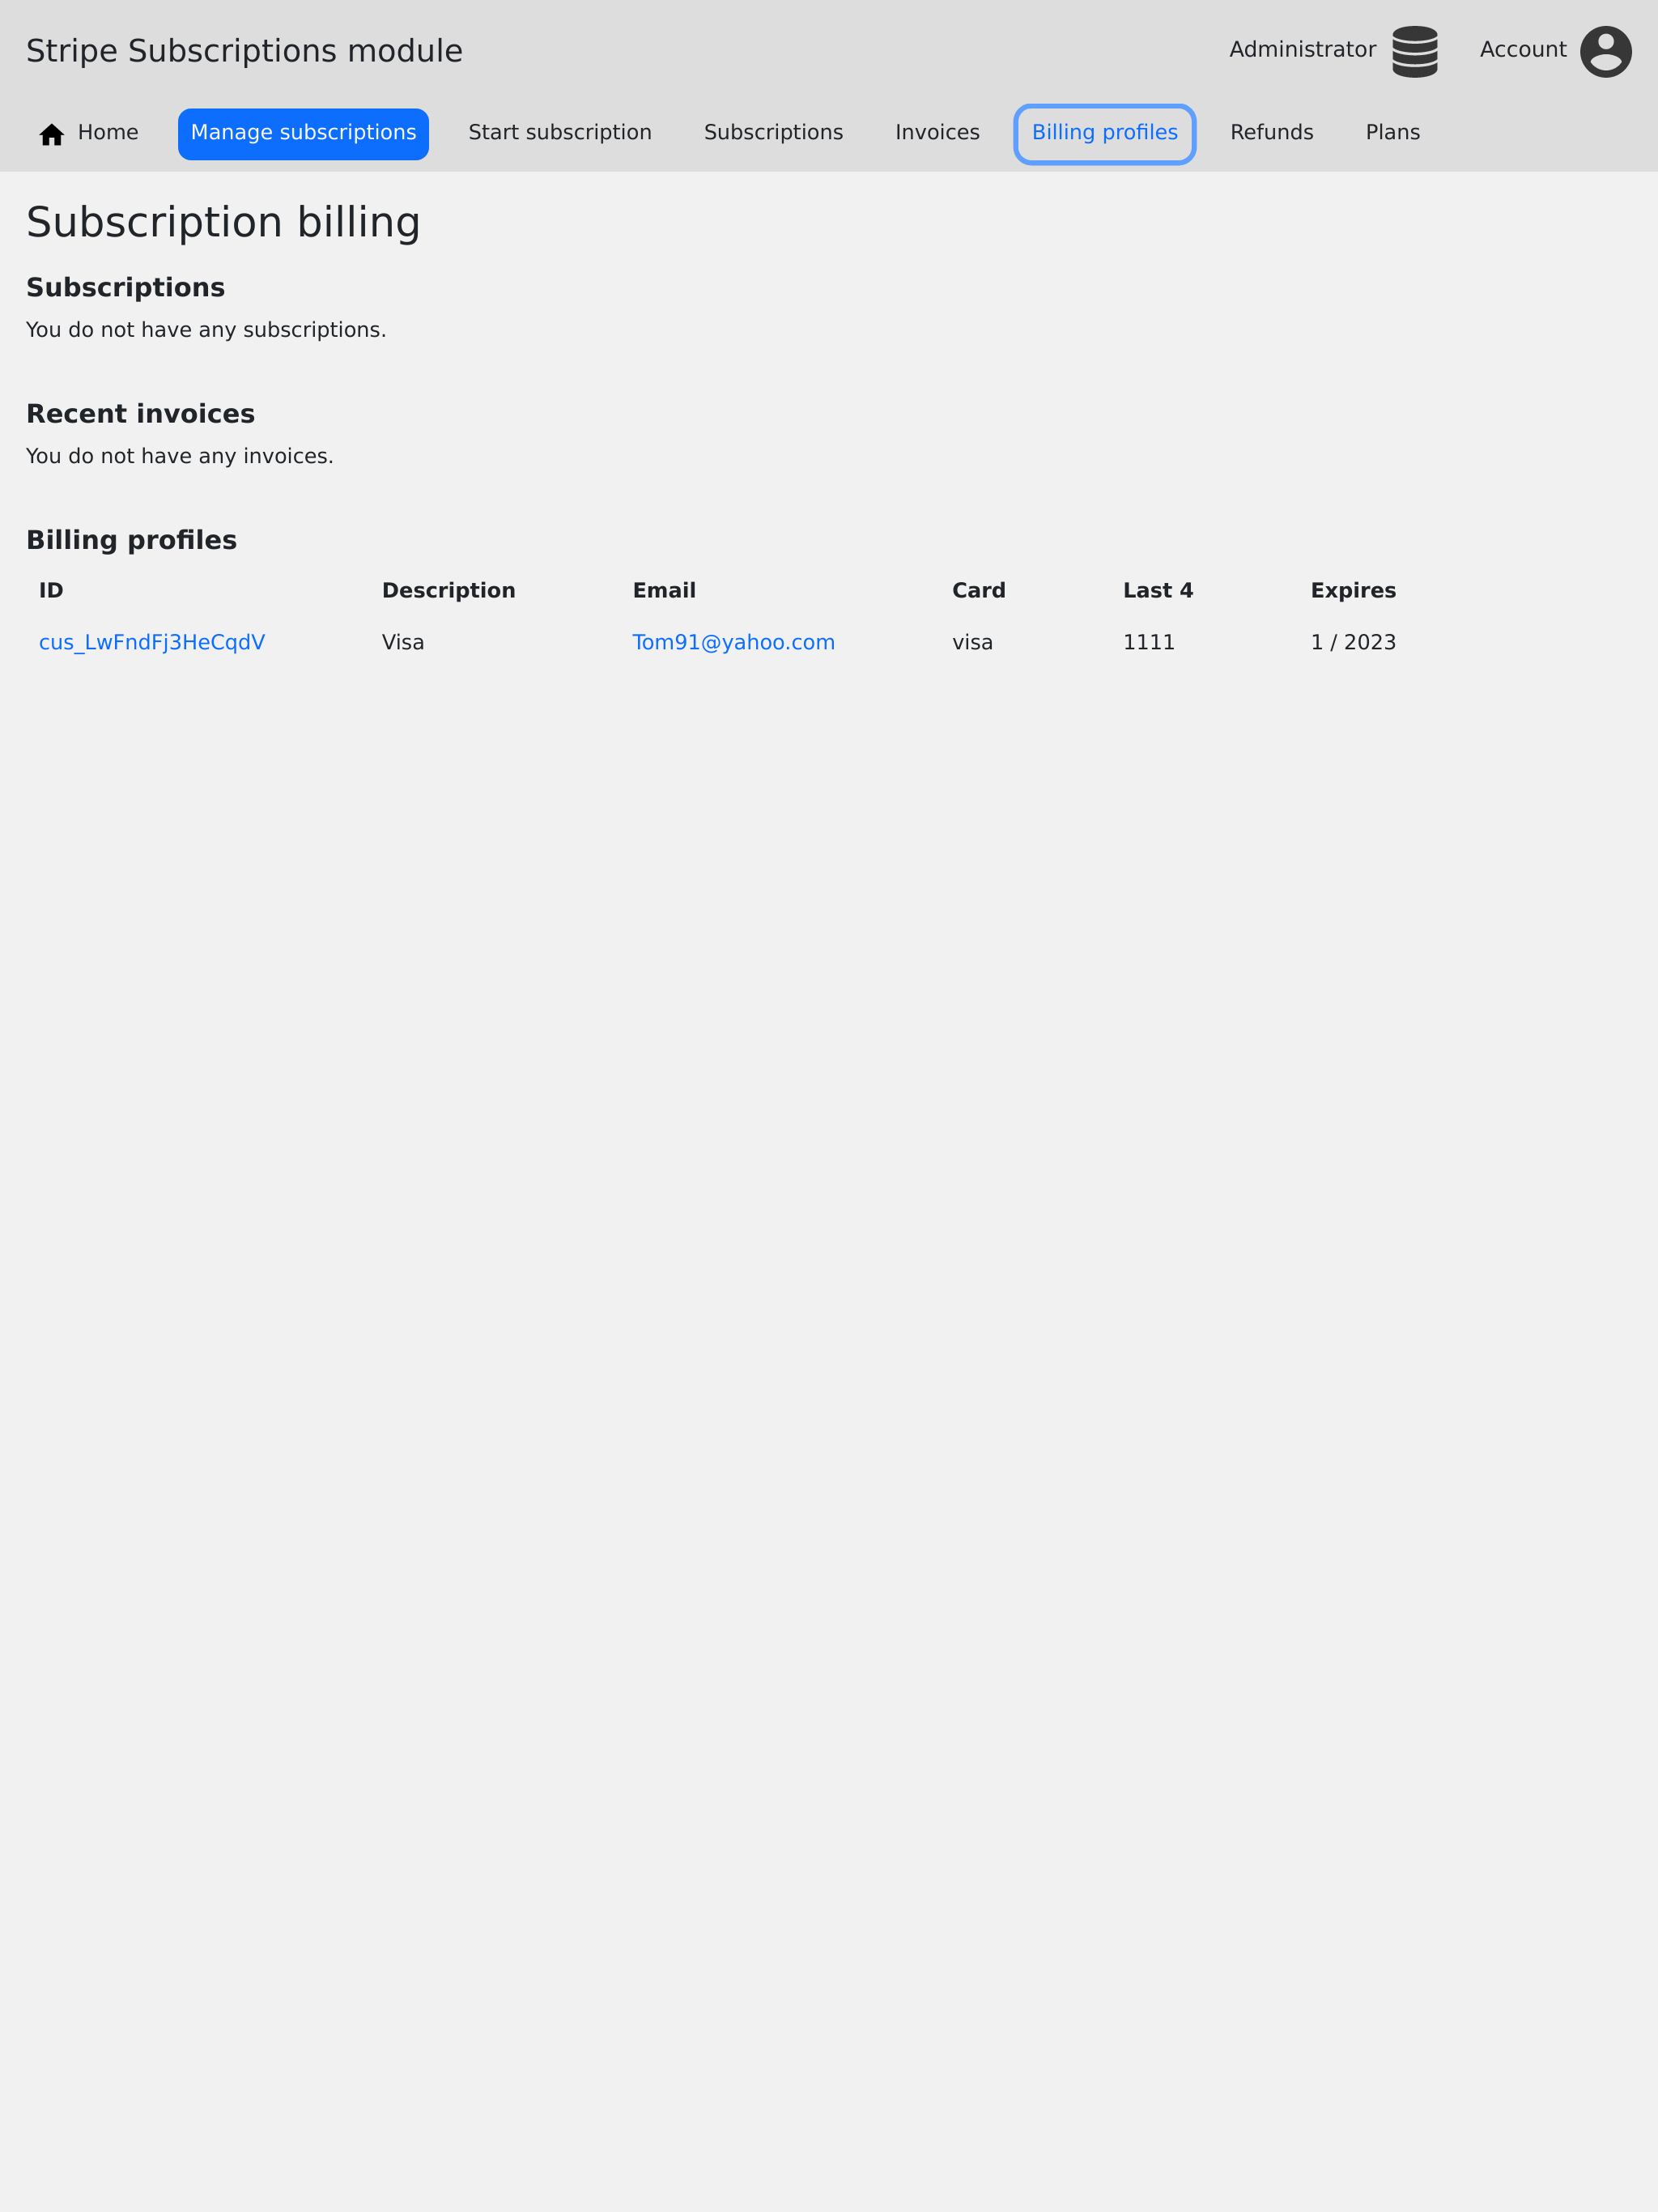 Stripe Subscriptions module
Administrator
Account
Home
Manage subscriptions
Start subscription
Subscriptions
Invoices
Billing profiles
Refunds
Plans
Subscription billing
Subscriptions
You do not have any subscriptions.
Recent invoices
You do not have any invoices.
Billing profiles
ID Description Email Card Last 4 Expires
cus_LwFndFj3HeCqdV Visa Tom91@yahoo.com visa 1111 1 / 2023